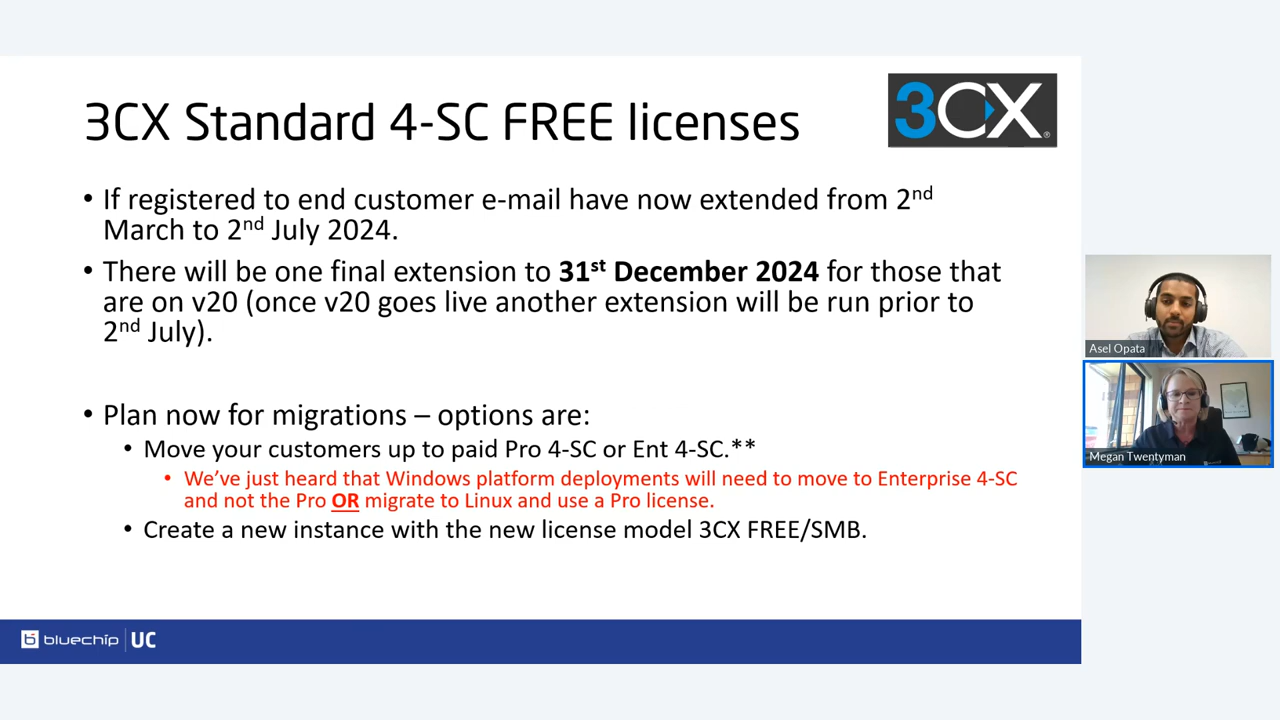 3CX Standard 4-SC FREE licenses
3CX®
• If registered to end customer e-mail have now extended from 2nd
March to 2nd July 2024.
• There will be one final extension to 31st December 2024 for those that
are on v20 (once v20 goes live another extension will be run prior to
2nd July).
• Plan now for migrations – options are:
• Move your customers up to paid Pro 4-SC or Ent 4-SC.**
• We’ve just heard that Windows platform deployments will need to move to Enterprise 4-SC
and not the Pro OR migrate to Linux and use a Pro license.
• Create a new instance with the new license model 3CX FREE/SMB.
Asel Opata
Megan Twentyman
bluechip UC